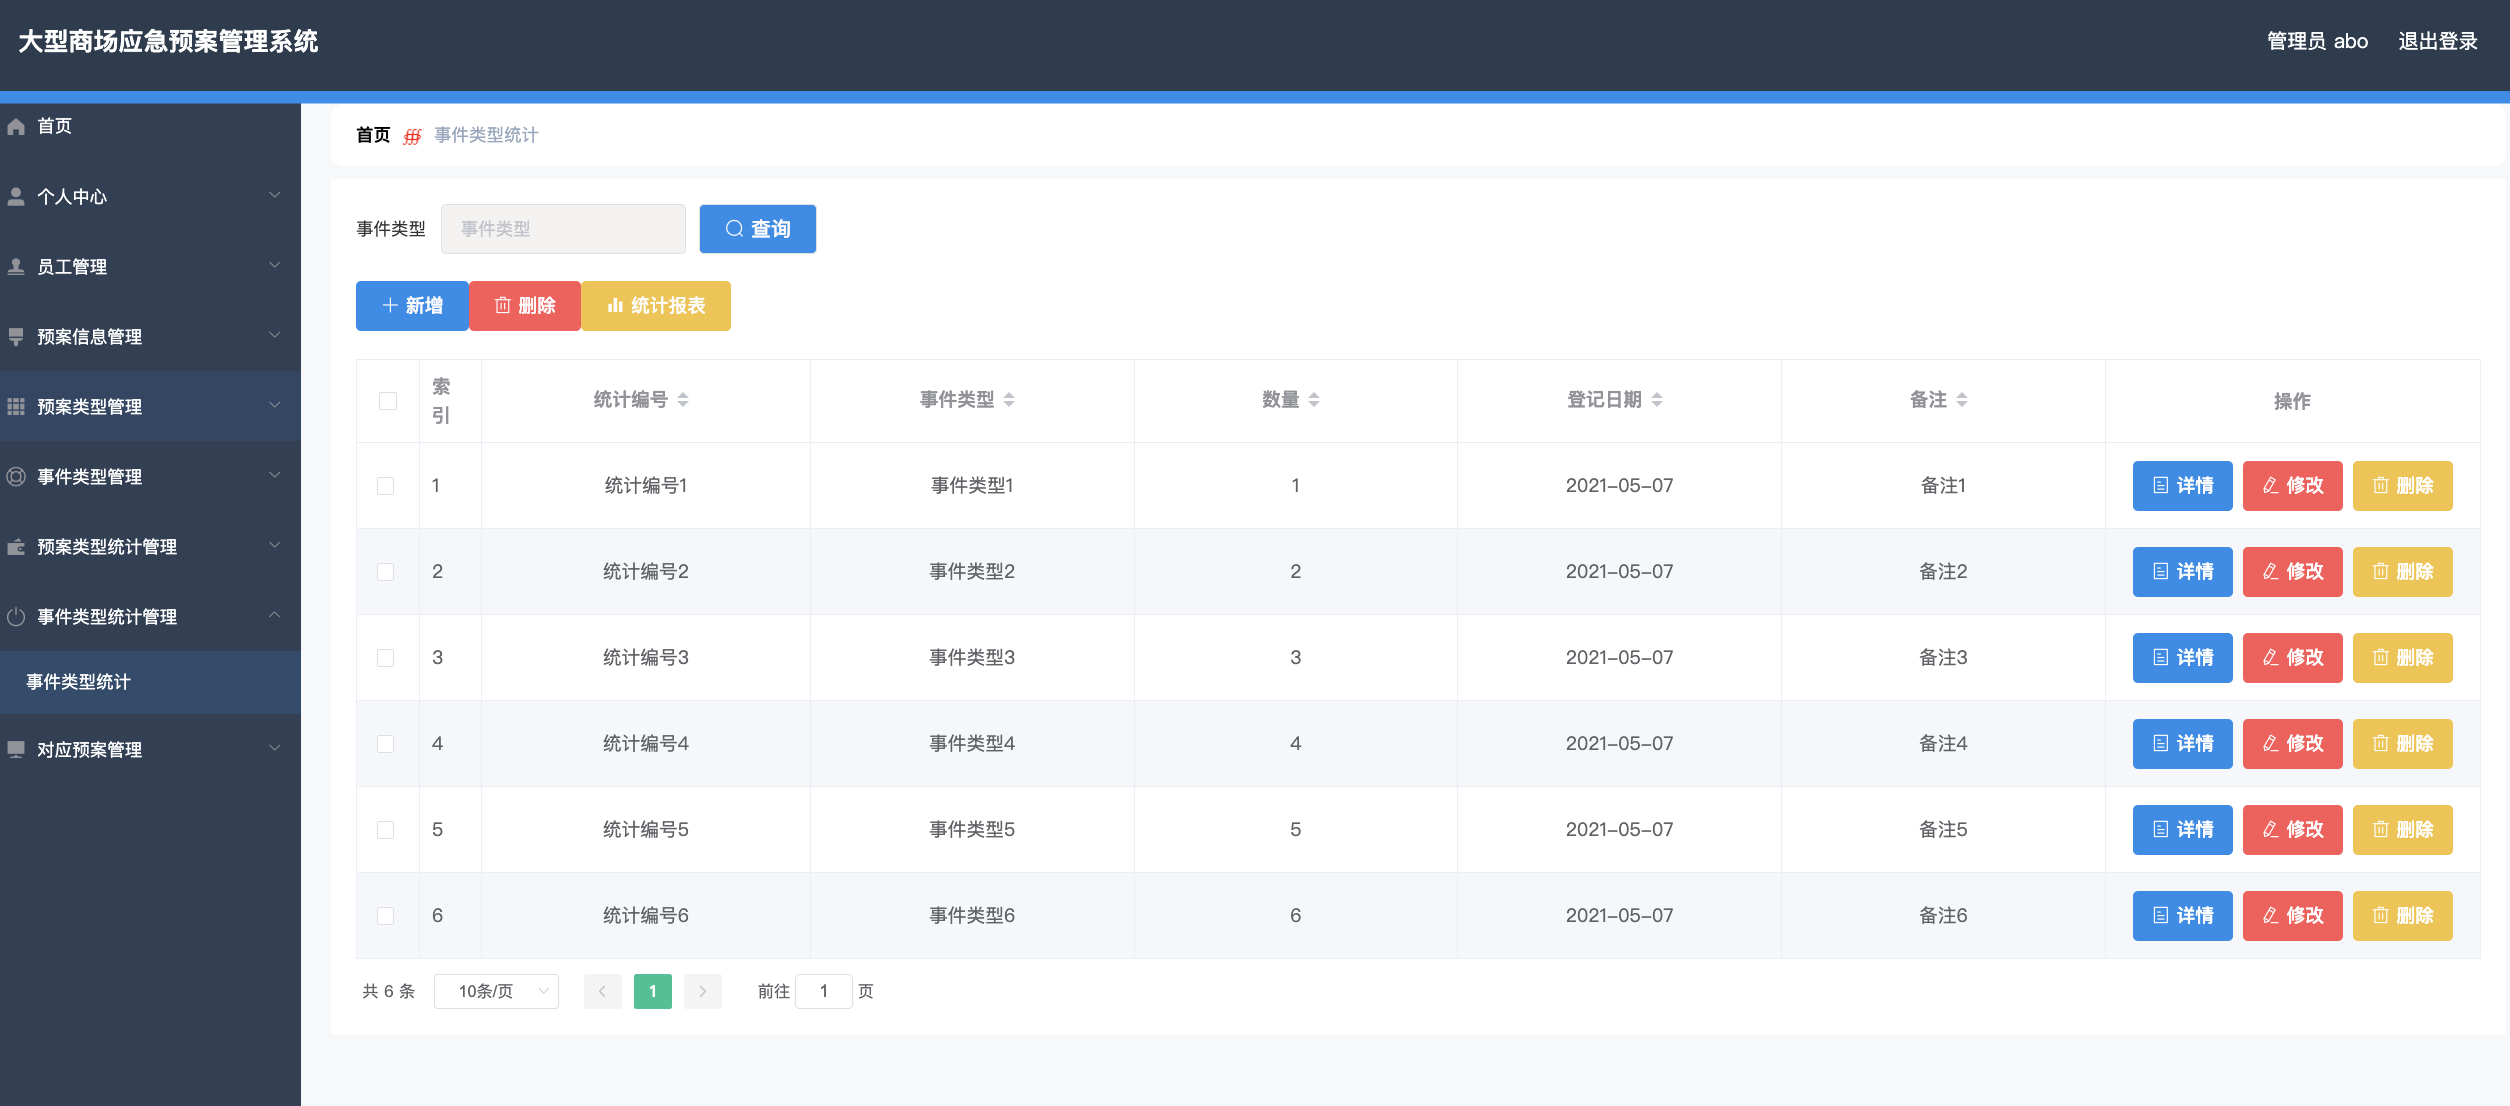 大型商场应急预案管理系统
管理员 abo 退出登录
首页
个人中心
员工管理
预案信息管理
预案类型管理
事件类型管理
预案类型统计管理
事件类型统计管理
事件类型统计
对应预案管理
首页 事件类型统计
事件类型 事件类型 查询
新增 删除 统计报表
索引 统计编号 事件类型 数量 登记日期 备注 操作
1 统计编号1 事件类型1 1 2021-05-07 备注1 详情 修改 删除
2 统计编号2 事件类型2 2 2021-05-07 备注2 详情 修改 删除
3 统计编号3 事件类型3 3 2021-05-07 备注3 详情 修改 删除
4 统计编号4 事件类型4 4 2021-05-07 备注4 详情 修改 删除
5 统计编号5 事件类型5 5 2021-05-07 备注5 详情 修改 删除
6 统计编号6 事件类型6 6 2021-05-07 备注6 详情 修改 删除
共 6 条 10条/页 1 前往 1 页